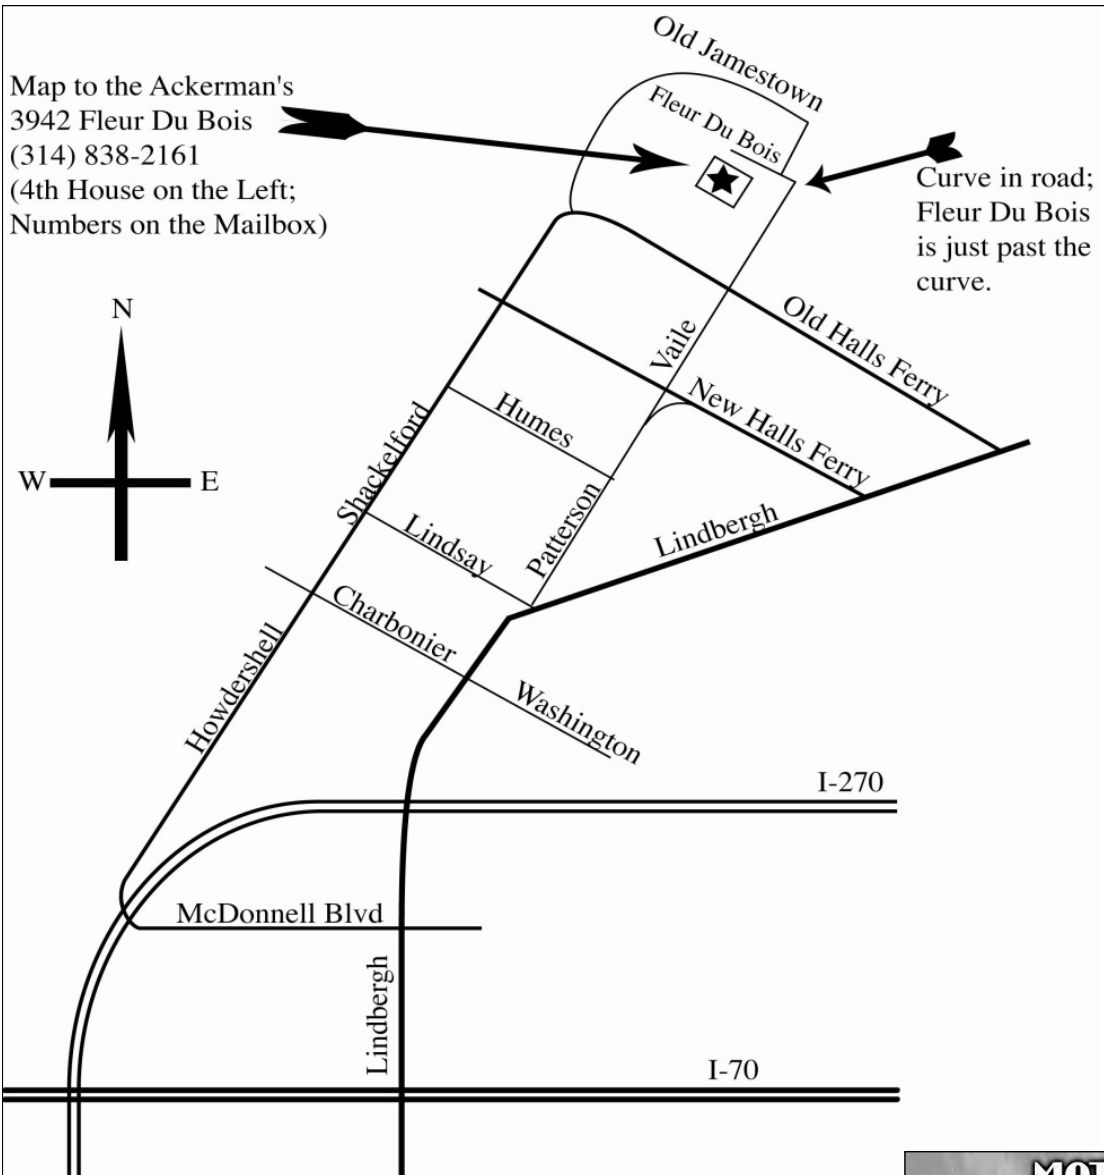 Old Jamestown
Map to the Ackerman's
3942 Fleur Du Bois
(314) 838-2161
(4th House on the Left;
Numbers on the Mailbox)
Fleur Du Bois
Curve in road;
Fleur Du Bois
is just past the
curve.
N
W
E
Vaile
Old Halls Ferry
New Halls Ferry
Humes
Shackelford
Lindsay
Patterson
Lindbergh
Charbonier
Howdershell
Washington
I-270
McDonnell Blvd
Lindbergh
I-70